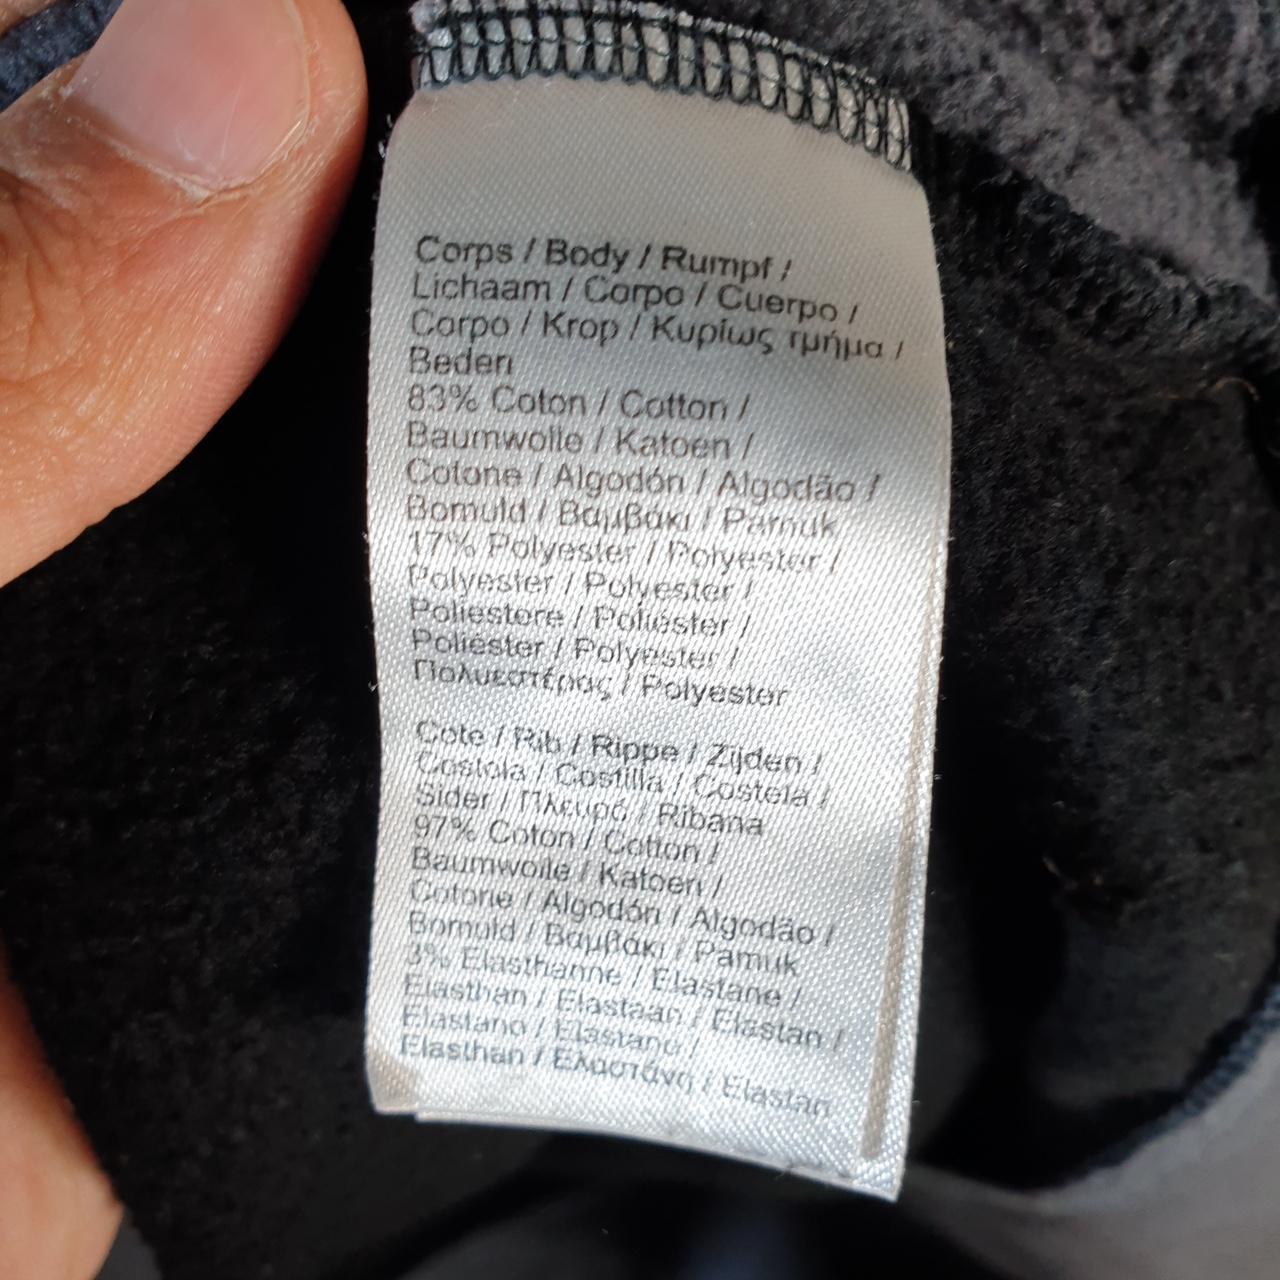 Corps / Body / Rumpf /
Lichaam / Corpo / Cuerpo /
Corpo / Krop / Κυρίως τμήμα /
Beden
83% Coton / Cotton /
Baumwolle / Katoen /
Cotone / Algodón / Algodão /
Bomuld / Βαμβάκι / Pamuk
17% Polyester / Polyester /
Polyester / Polyester /
Poliestere / Poliéster /
Poliéster / Polyester /
Πολυεστέρας / Polyester
Cote / Rib / Rippe / Zijden /
Costola / Costilla / Costela /
Sider / Πλευρό / Ribana
97% Coton / Cotton /
Baumwolle / Katoen /
Cotone / Algodón / Algodão /
Bomuld / Βαμβάκι / Pamuk
3% Elasthanne / Elastane /
Elasthan / Elastaan / Elastan /
Elastano / Elastano /
Elasthan / Ελαστάνη / Elastan